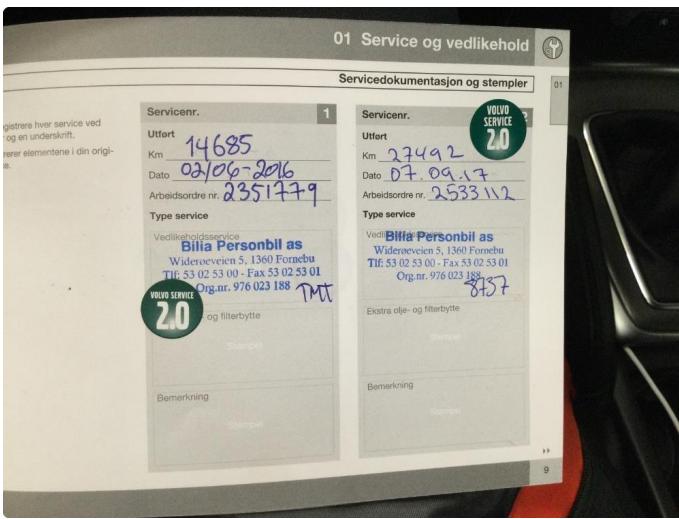 01 Service og vedlikehold
Servicedokumentasjon og stempler
01
egistrere hver service ved
og en underskrift.
rerer elementene i din origi-
Servicenr. 1
Utført
Km 14685
Dato 02/06-2016
Arbeidsordre nr. 2351779
Type service
Vedlikeholdsservice
Bilia Personbil as
Widerøeveien 5, 1360 Fornebu
Tlf: 53 02 53 00 - Fax 53 02 53 01
Org.nr. 976 023 188
TMT
VOLVO SERVICE
2.0
og filterbytte
Stempel
Bemerkning
Stempel
Servicenr. 2
VOLVO
SERVICE
2.0
Utført
Km 27492
Dato 07.09.17
Arbeidsordre nr. 2533112
Type service
Bilia Personbil as
Widerøeveien 5, 1360 Fornebu
Tlf: 53 02 53 00 - Fax 53 02 53 01
Org.nr. 976 023 188
8737
Ekstra olje- og filterbytte
Stempel
Bemerkning
Stempel
9